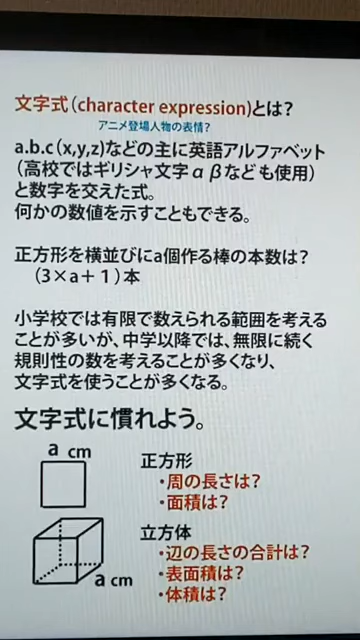 文字式(character expression)とは?
アニメ登場人物の表情?
a.b.c(x,y,z)などの主に英語アルファベット
(高校ではギリシャ文字αβなども使用)
と数字を交えた式。
何かの数値を示すこともできる。
正方形を横並びにa個作る棒の本数は?
(3×a+1)本
小学校では有限で数えられる範囲を考える
ことが多いが、中学以降では、無限に続く
規則性の数を考えることが多くなり、
文字式を使うことが多くなる。
文字式に慣れよう。
a cm
正方形
・周の長さは?
・面積は?
立方体
・辺の長さの合計は?
・表面積は?
・体積は?
a cm